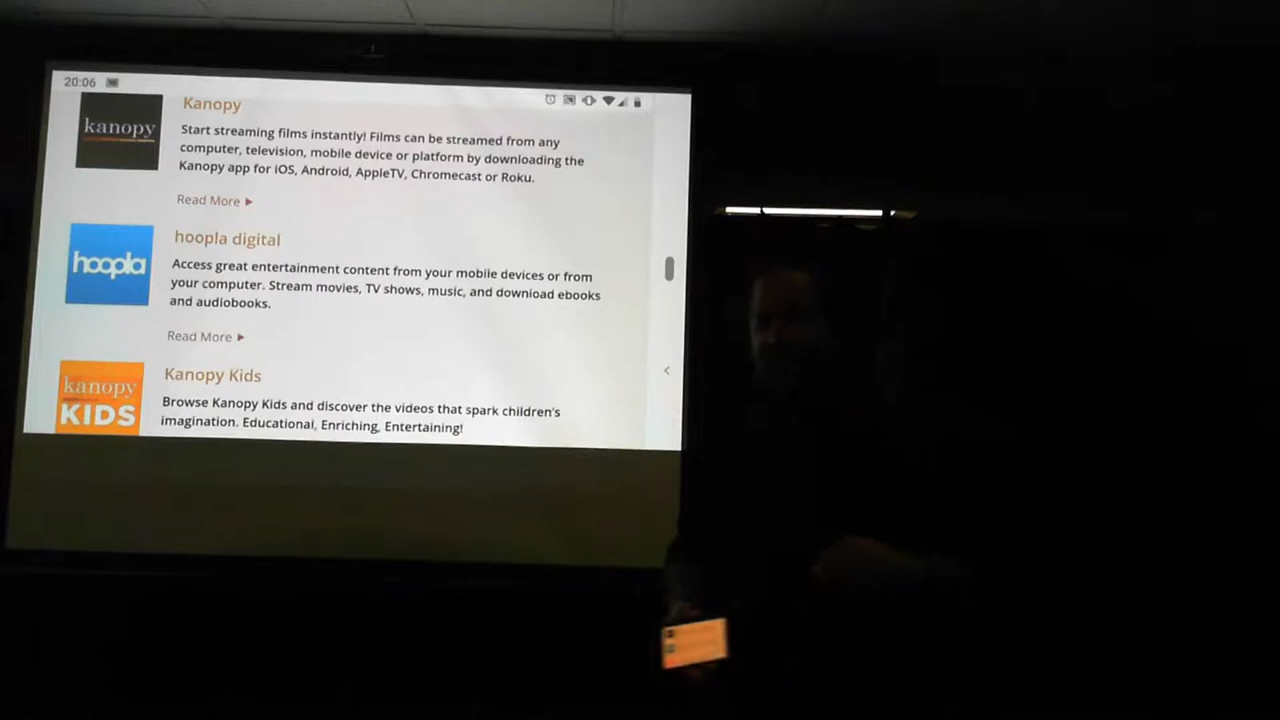 20:06
kanopy
Kanopy
Start streaming films instantly! Films can be streamed from any
computer, television, mobile device or platform by downloading the
Kanopy app for iOS, Android, AppleTV, Chromecast or Roku.
Read More
hoopla
hoopla digital
Access great entertainment content from your mobile devices or from
your computer. Stream movies, TV shows, music, and download ebooks
and audiobooks.
Read More
kanopy
KIDS
Kanopy Kids
Browse Kanopy Kids and discover the videos that spark children's
imagination. Educational, Enriching, Entertaining!